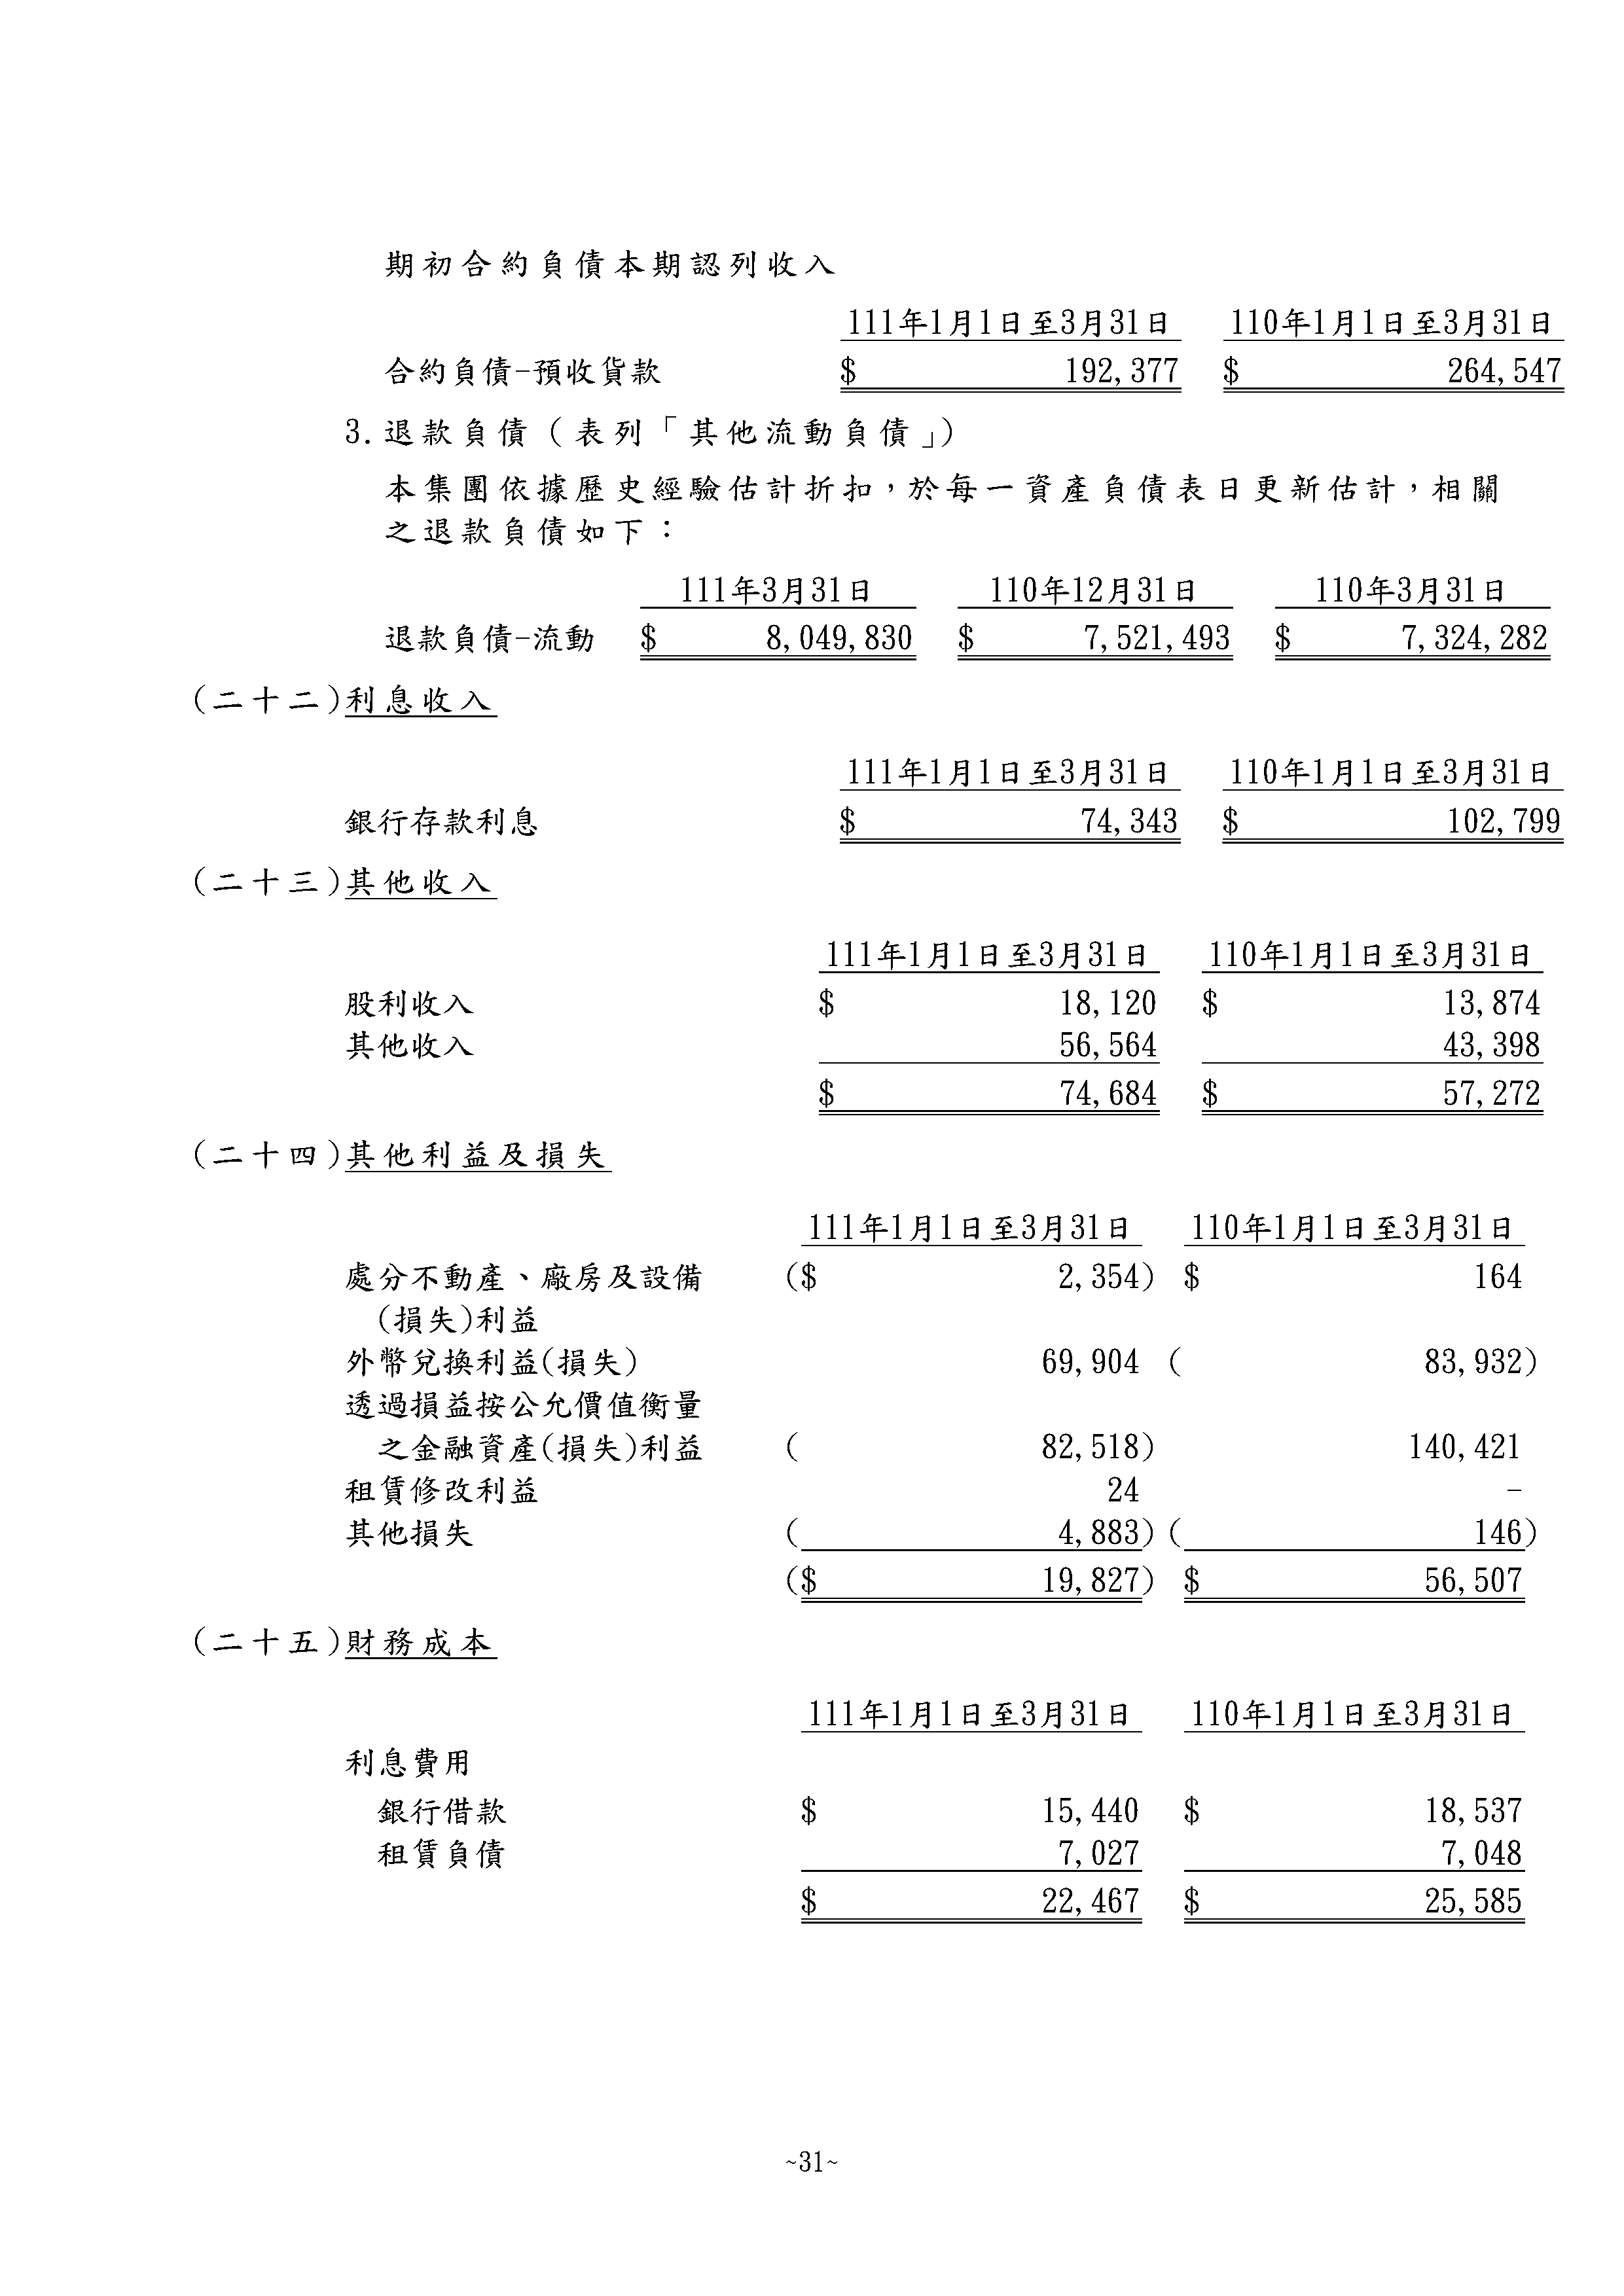 期初合約負債本期認列收入
111年1月1日至3月31日 110年1月1日至3月31日
合約負債-預收貨款 $ 192,377 $ 264,547
3.退款負債（表列「其他流動負債」）
本集團依據歷史經驗估計折扣，於每一資產負債表日更新估計，相關
之退款負債如下：
111年3月31日 110年12月31日 110年3月31日
退款負債-流動 $ 8,049,830 $ 7,521,493 $ 7,324,282
(二十二)利息收入
111年1月1日至3月31日 110年1月1日至3月31日
銀行存款利息 $ 74,343 $ 102,799
(二十三)其他收入
111年1月1日至3月31日 110年1月1日至3月31日
股利收入 $ 18,120 $ 13,874
其他收入 56,564 43,398
$ 74,684 $ 57,272
(二十四)其他利益及損失
111年1月1日至3月31日 110年1月1日至3月31日
處分不動產、廠房及設備 ($ 2,354) $ 164
(損失)利益
外幣兌換利益(損失) 69,904 ( 83,932)
透過損益按公允價值衡量
之金融資產(損失)利益 ( 82,518) 140,421
租賃修改利益 24 -
其他損失 ( 4,883) ( 146)
($ 19,827) $ 56,507
(二十五)財務成本
111年1月1日至3月31日 110年1月1日至3月31日
利息費用
銀行借款 $ 15,440 $ 18,537
租賃負債 7,027 7,048
$ 22,467 $ 25,585
~31~